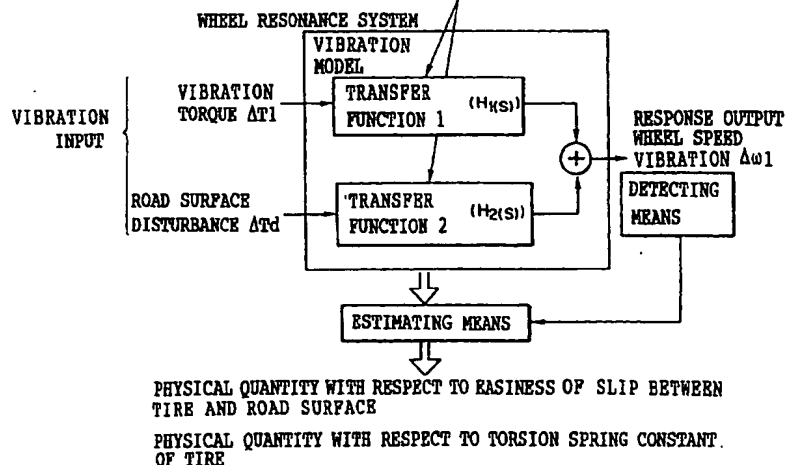 WHEEL RESONANCE SYSTEM
VIBRATION
MODEL
VIBRATION
TORQUE ΔT1
TRANSFER
FUNCTION 1
(H1(S))
VIBRATION
INPUT
RESPONSE OUTPUT
WHEEL SPEED
VIBRATION Δω1
+
DETECTING
MEANS
ROAD SURFACE
DISTURBANCE ΔTd
TRANSFER
FUNCTION 2
(H2(S))
ESTIMATING MEANS
PHYSICAL QUANTITY WITH RESPECT TO EASINESS OF SLIP BETWEEN
TIRE AND ROAD SURFACE
PHYSICAL QUANTITY WITH RESPECT TO TORSION SPRING CONSTANT.
OF TIRE